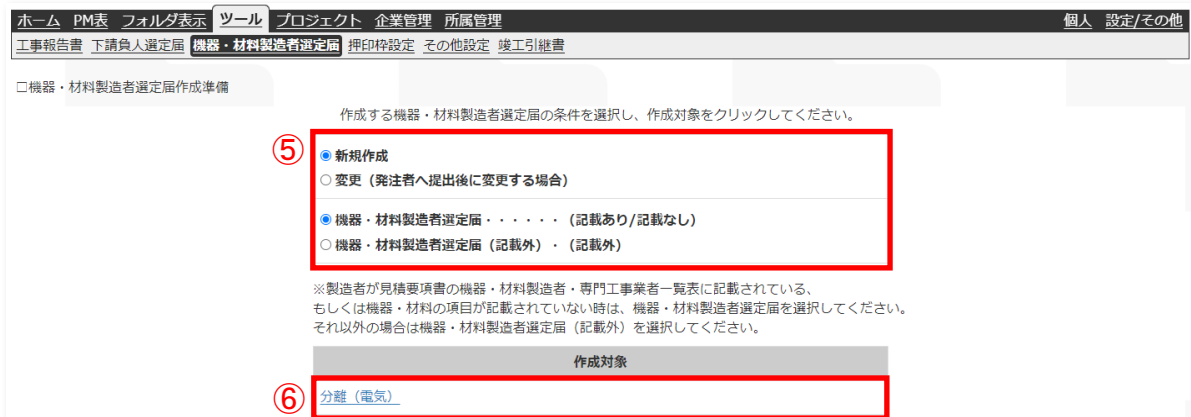 ホーム PM表 フォルダ表示 ツール プロジェクト 企業管理 所属管理 個人 設定/その他
工事報告書 下請負人選定届 機器・材料製造者選定届 押印枠設定 その他設定 竣工引継書
□機器・材料製造者選定届作成準備
作成する機器・材料製造者選定届の条件を選択し、作成対象をクリックしてください。
⑤
新規作成
変更（発注者へ提出後に変更する場合）
機器・材料製造者選定届・・・・・・（記載あり/記載なし）
機器・材料製造者選定届（記載外）・（記載外）
※製造者が見積要項書の機器・材料製造者・専門工事業者一覧表に記載されている、
もしくは機器・材料の項目が記載されていない時は、機器・材料製造者選定届を選択してください。
それ以外の場合は機器・材料製造者選定届（記載外）を選択してください。
作成対象
⑥
分離（電気）